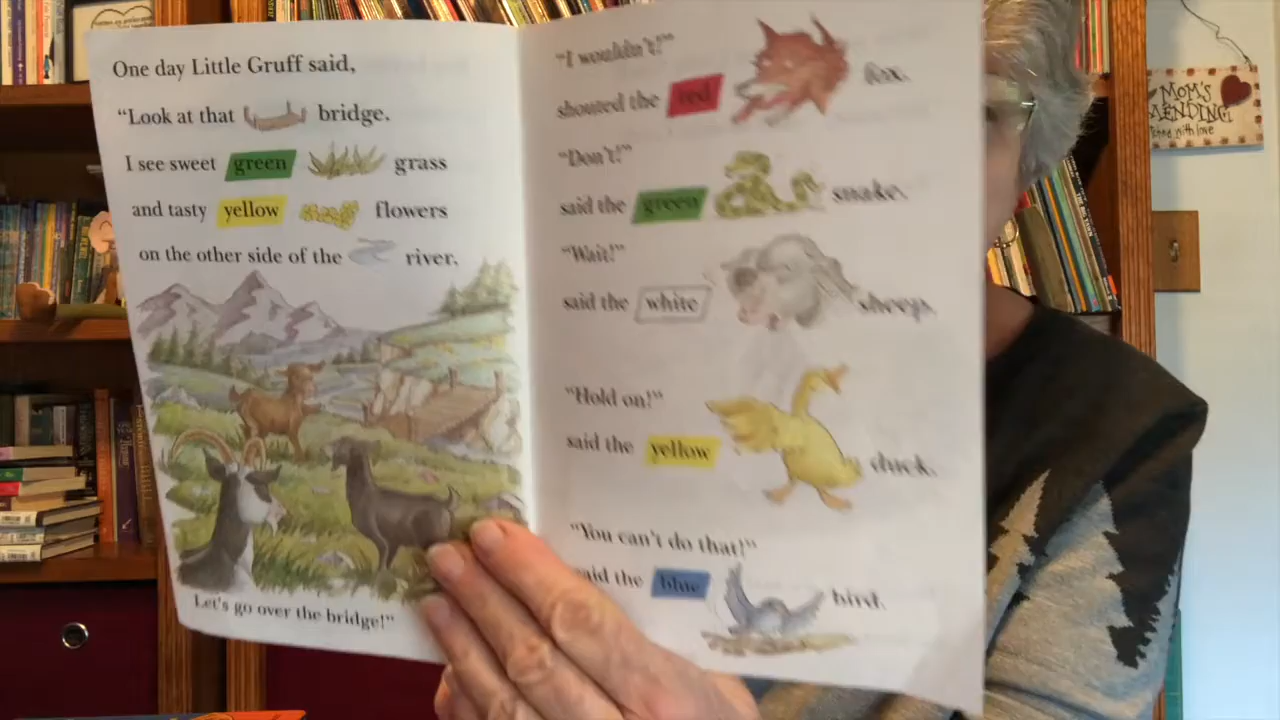 One day Little Gruff said,
"Look at that bridge.
I see sweet green grass
and tasty yellow flowers
on the other side of the river.
Let's go over the bridge!"
"I wouldn't!"
shouted the red fox.
"Don't!"
said the green snake.
"Wait!"
said the white sheep.
"Hold on!"
said the yellow duck.
"You can't do that!"
said the blue bird.
MOM'S
MENDING